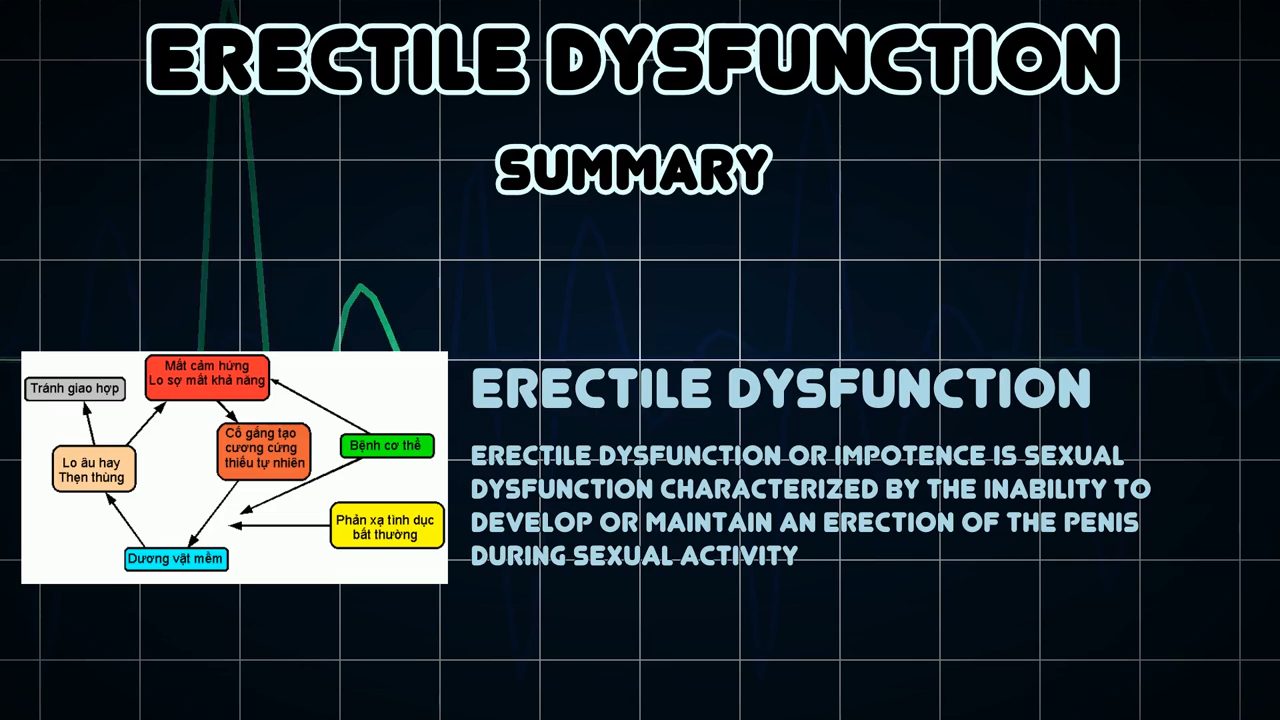 ERECTILE DYSFUNCTION
SUMMARY
Mất cảm hứng
Lo sợ mất khả năng
Tránh giao hợp
Cố gắng tạo
cương cứng
thiếu tự nhiên
Bệnh cơ thể
Lo âu hay
Thẹn thùng
Phản xạ tình dục
bất thường
Dương vật mềm
ERECTILE DYSFUNCTION
ERECTILE DYSFUNCTION OR IMPOTENCE IS SEXUAL
DYSFUNCTION CHARACTERIZED BY THE INABILITY TO
DEVELOP OR MAINTAIN AN ERECTION OF THE PENIS
DURING SEXUAL ACTIVITY